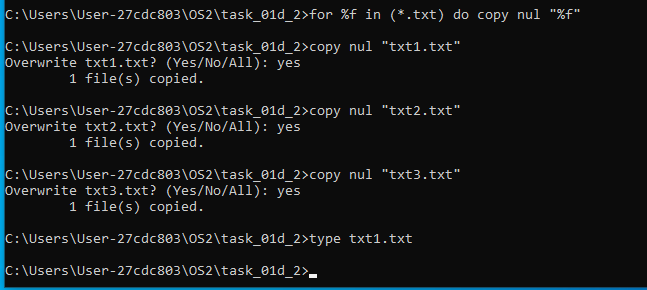 C:\Users\User-27cdc803\OS2\task_01d_2>for %f in (*.txt) do copy nul "%f"
C:\Users\User-27cdc803\OS2\task_01d_2>copy nul "txt1.txt"
Overwrite txt1.txt? (Yes/No/All): yes
        1 file(s) copied.
C:\Users\User-27cdc803\OS2\task_01d_2>copy nul "txt2.txt"
Overwrite txt2.txt? (Yes/No/All): yes
        1 file(s) copied.
C:\Users\User-27cdc803\OS2\task_01d_2>copy nul "txt3.txt"
Overwrite txt3.txt? (Yes/No/All): yes
        1 file(s) copied.
C:\Users\User-27cdc803\OS2\task_01d_2>type txt1.txt
C:\Users\User-27cdc803\OS2\task_01d_2>